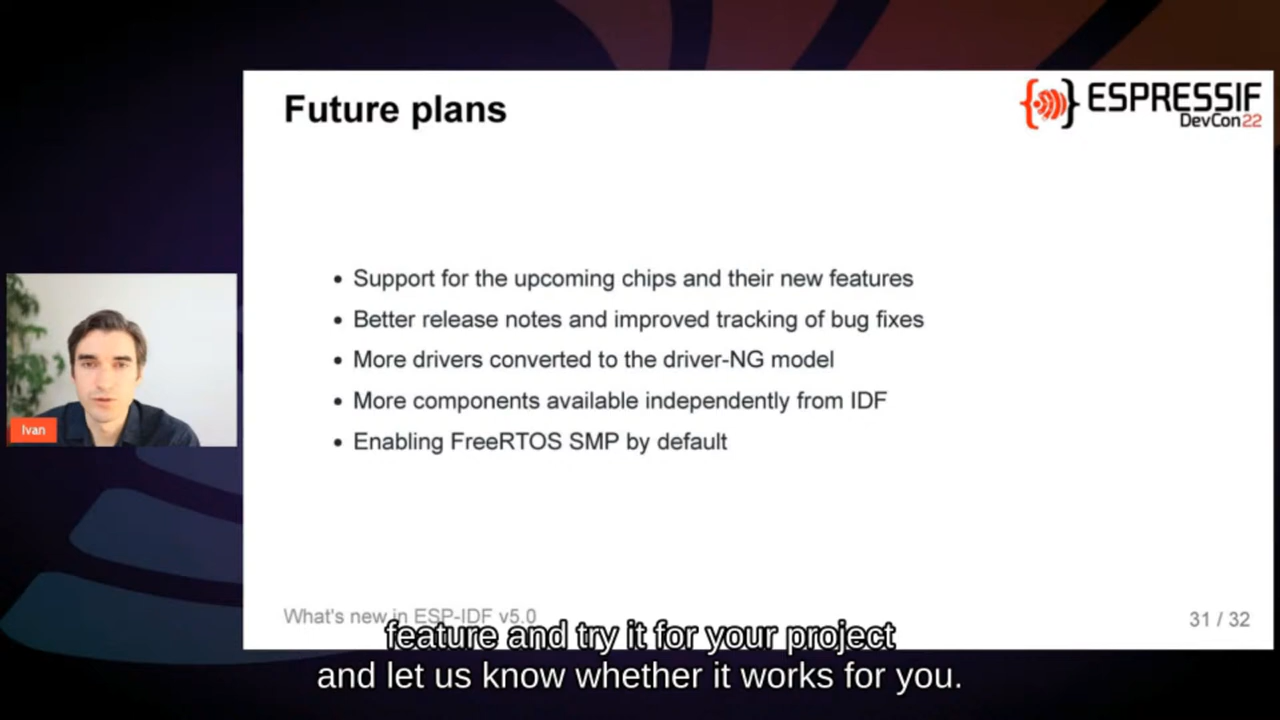 Future plans
ESPRESSIF
DevCon22
• Support for the upcoming chips and their new features
• Better release notes and improved tracking of bug fixes
• More drivers converted to the driver-NG model
• More components available independently from IDF
• Enabling FreeRTOS SMP by default
Ivan
What's new in ESP-IDF v5.0
31 / 32
feature and try it for your project
and let us know whether it works for you.